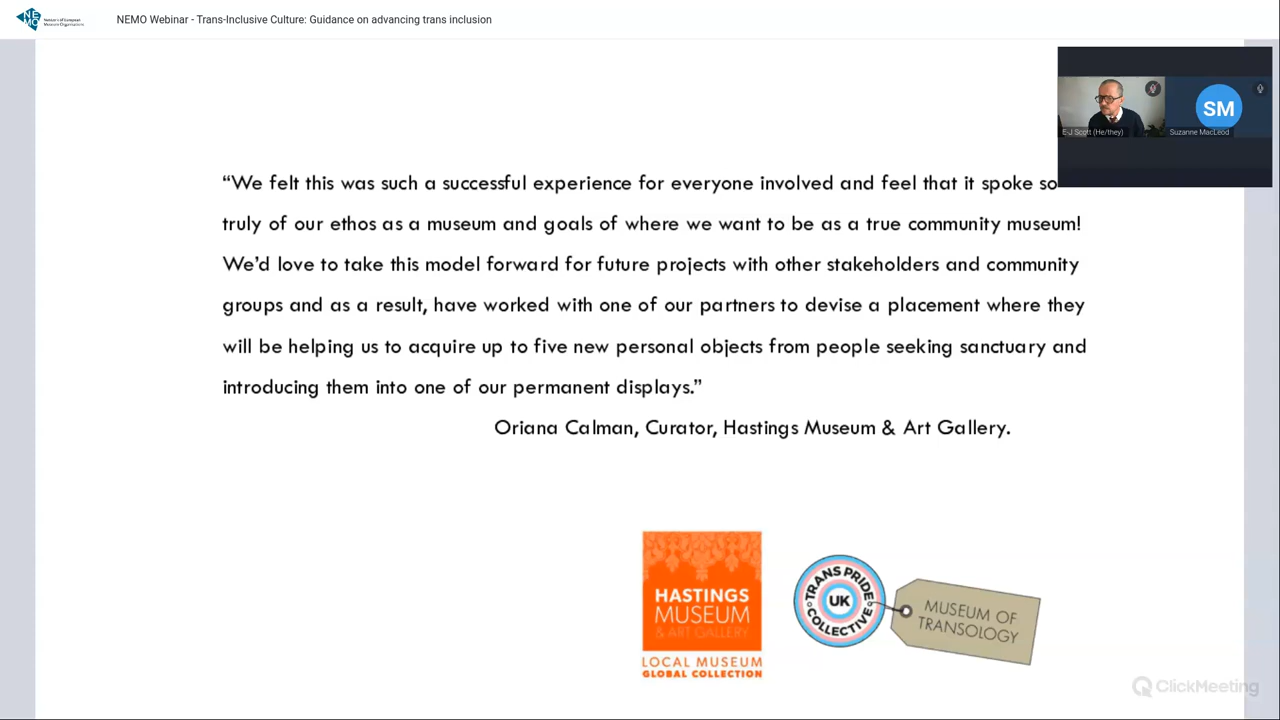 NEMO
Network of European
Museum Organisations
NEMO Webinar - Trans-Inclusive Culture: Guidance on advancing trans inclusion
E-J Scott (He/they)
SM
Suzanne MacLeod
“We felt this was such a successful experience for everyone involved and feel that it spoke so
truly of our ethos as a museum and goals of where we want to be as a true community museum!
We’d love to take this model forward for future projects with other stakeholders and community
groups and as a result, have worked with one of our partners to devise a placement where they
will be helping us to acquire up to five new personal objects from people seeking sanctuary and
introducing them into one of our permanent displays.”
Oriana Calman, Curator, Hastings Museum & Art Gallery.
HASTINGS
MUSEUM
& ART GALLERY
LOCAL MUSEUM
GLOBAL COLLECTION
TRANS PRIDE
UK
COLLECTIVE
MUSEUM OF
TRANSOLOGY
ClickMeeting